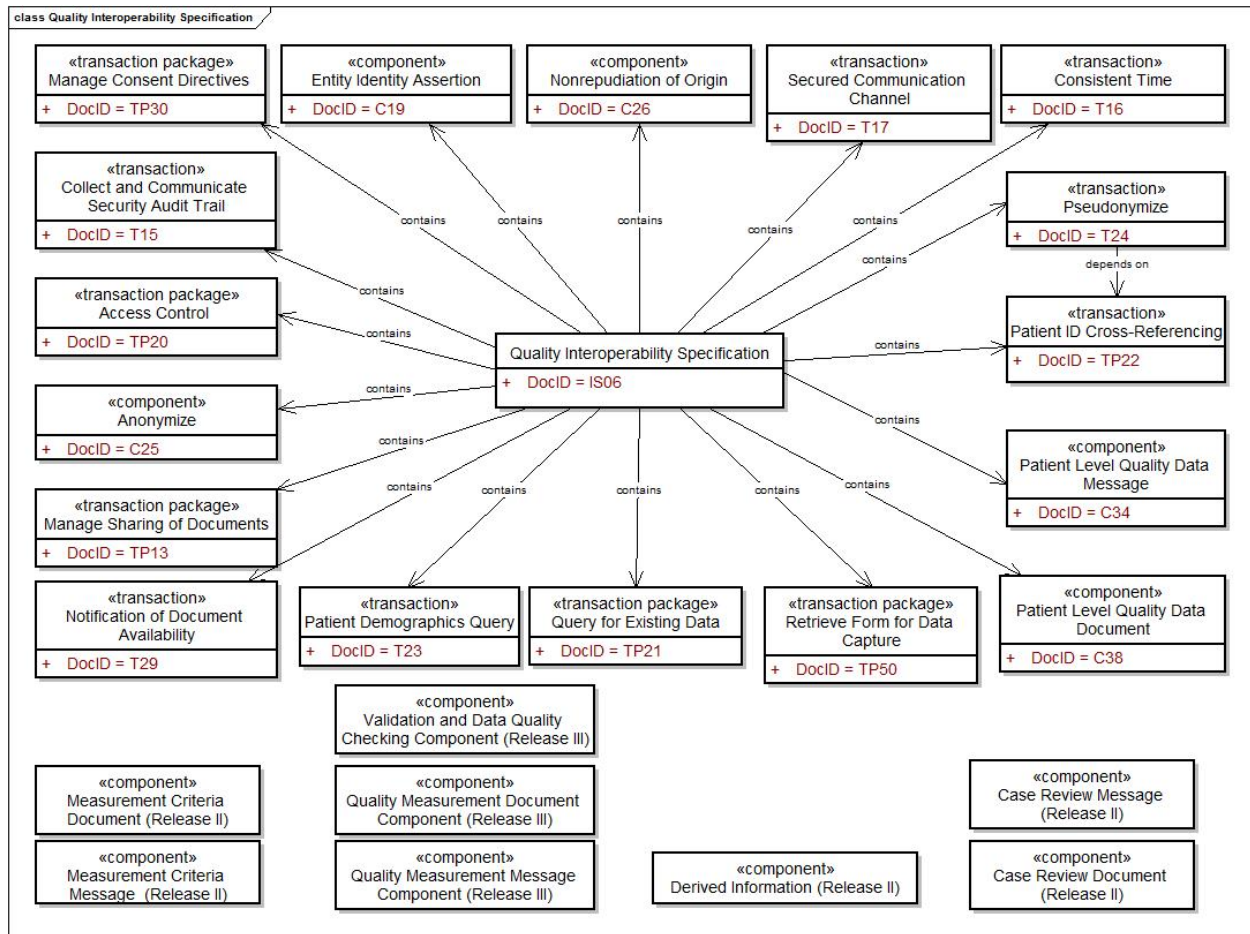 class Quality Interoperability Specification
«transaction package»
Manage Consent Directives
+ DocID = TP30
«component»
Entity Identity Assertion
+ DocID = C19
«component»
Nonrepudiation of Origin
+ DocID = C26
«transaction»
Secured Communication
Channel
+ DocID = T17
«transaction»
Consistent Time
+ DocID = T16
«transaction»
Collect and Communicate
Security Audit Trail
+ DocID = T15
«transaction»
Pseudonymize
+ DocID = T24
contains
contains
contains
contains
contains
contains
depends on
contains
«transaction package»
Access Control
+ DocID = TP20
contains
Quality Interoperability Specification
+ DocID = IS06
contains
«transaction»
Patient ID Cross-Referencing
+ DocID = TP22
«component»
Anonymize
+ DocID = C25
contains
contains
contains
contains
contains
contains
contains
contains
«component»
Patient Level Quality Data
Message
+ DocID = C34
«transaction package»
Manage Sharing of Documents
+ DocID = TP13
«transaction»
Notification of Document
Availability
+ DocID = T29
«transaction»
Patient Demographics Query
+ DocID = T23
«transaction package»
Query for Existing Data
+ DocID = TP21
«transaction package»
Retrieve Form for Data
Capture
+ DocID = TP50
«component»
Patient Level Quality Data
Document
+ DocID = C38
«component»
Validation and Data Quality
Checking Component (Release III)
«component»
Measurement Criteria
Document (Release II)
«component»
Quality Measurement Document
Component (Release III)
«component»
Case Review Message
(Release II)
«component»
Measurement Criteria
Message (Release II)
«component»
Quality Measurement Message
Component (Release III)
«component»
Derived Information (Release II)
«component»
Case Review Document
(Release II)